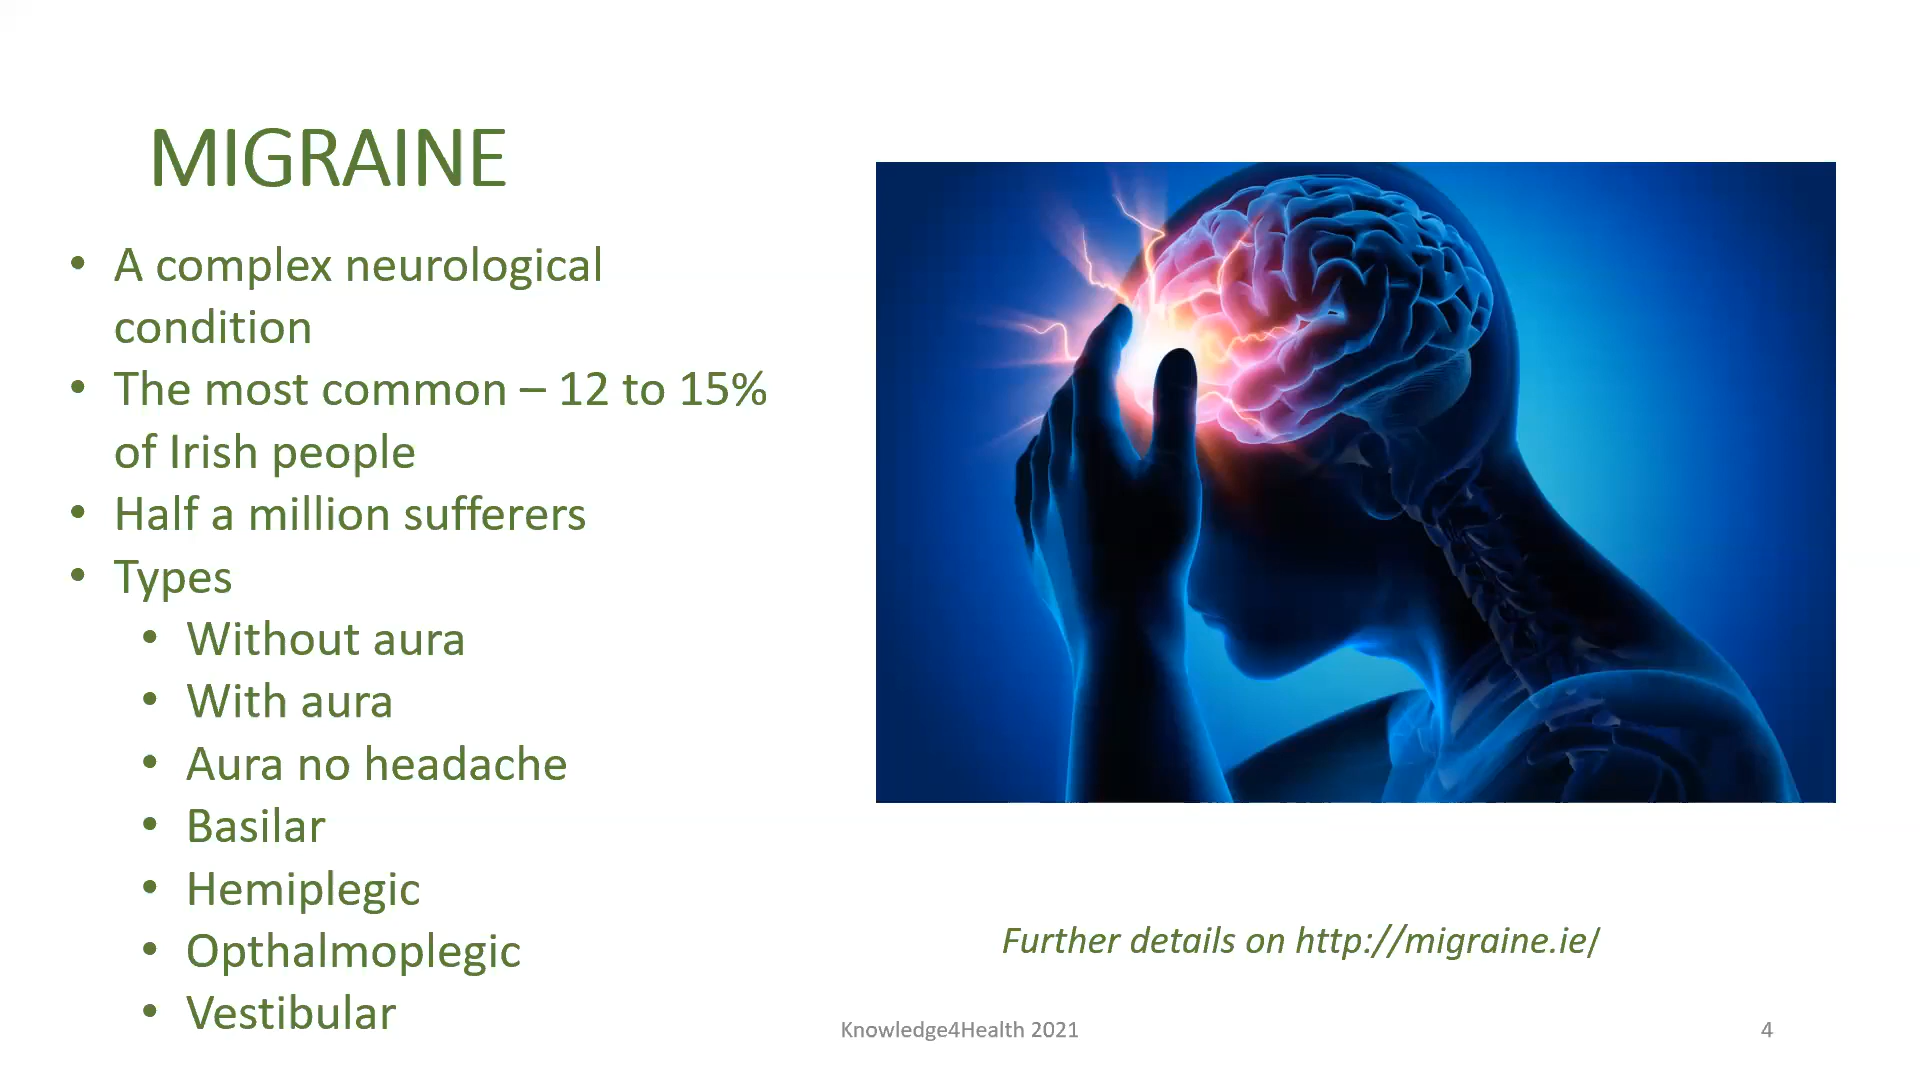 MIGRAINE
• A complex neurological
condition
• The most common – 12 to 15%
of Irish people
• Half a million sufferers
• Types
• Without aura
• With aura
• Aura no headache
• Basilar
• Hemiplegic
• Opthalmoplegic
• Vestibular
Further details on http://migraine.ie/
Knowledge4Health 2021
4